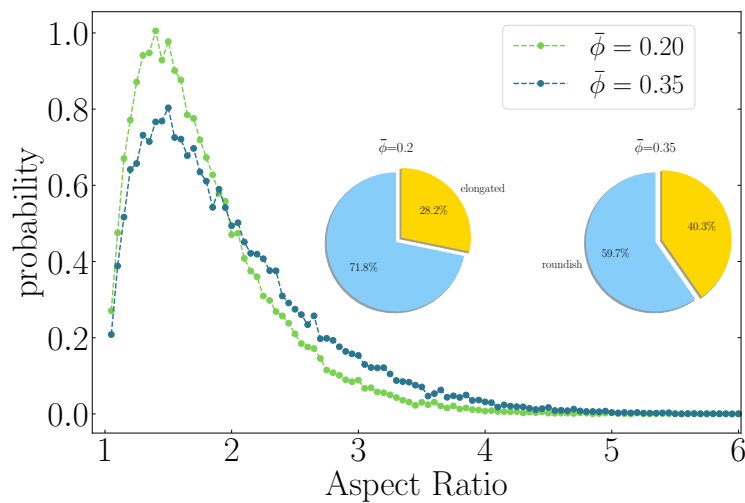 1.0
0.8
0.6
0.4
0.2
0.0
probability
1
2
3
4
5
6
Aspect Ratio
ϕ̄ = 0.20
ϕ̄ = 0.35
ϕ̄=0.2
elongated
28.2%
71.8%
ϕ̄=0.35
40.3%
59.7%
roundish